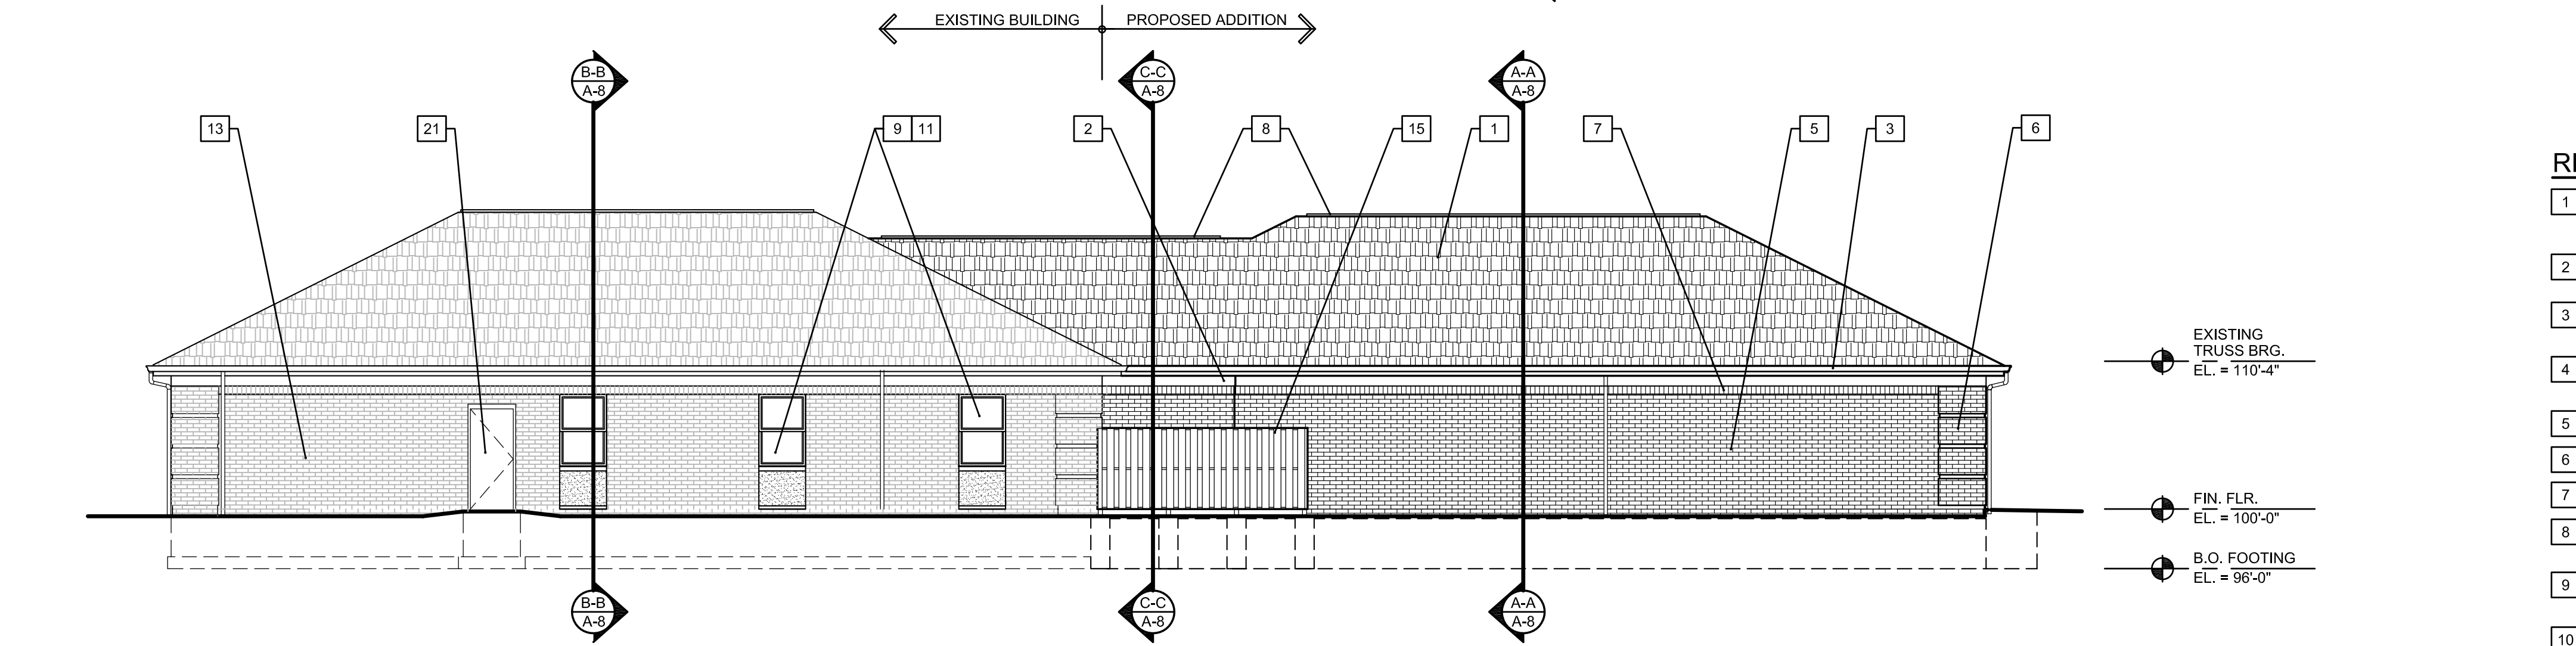 EXISTING BUILDING
PROPOSED ADDITION
B-B
A-8
C-C
A-8
A-A
A-8
13
21
9 11
2
8
15
1
7
5
3
6
EXISTING
TRUSS BRG.
EL. = 110'-4"
FIN. FLR.
EL. = 100'-0"
B.O. FOOTING
EL. = 96'-0"
B-B
A-8
C-C
A-8
A-A
A-8
1
2
3
4
5
6
7
8
9
10